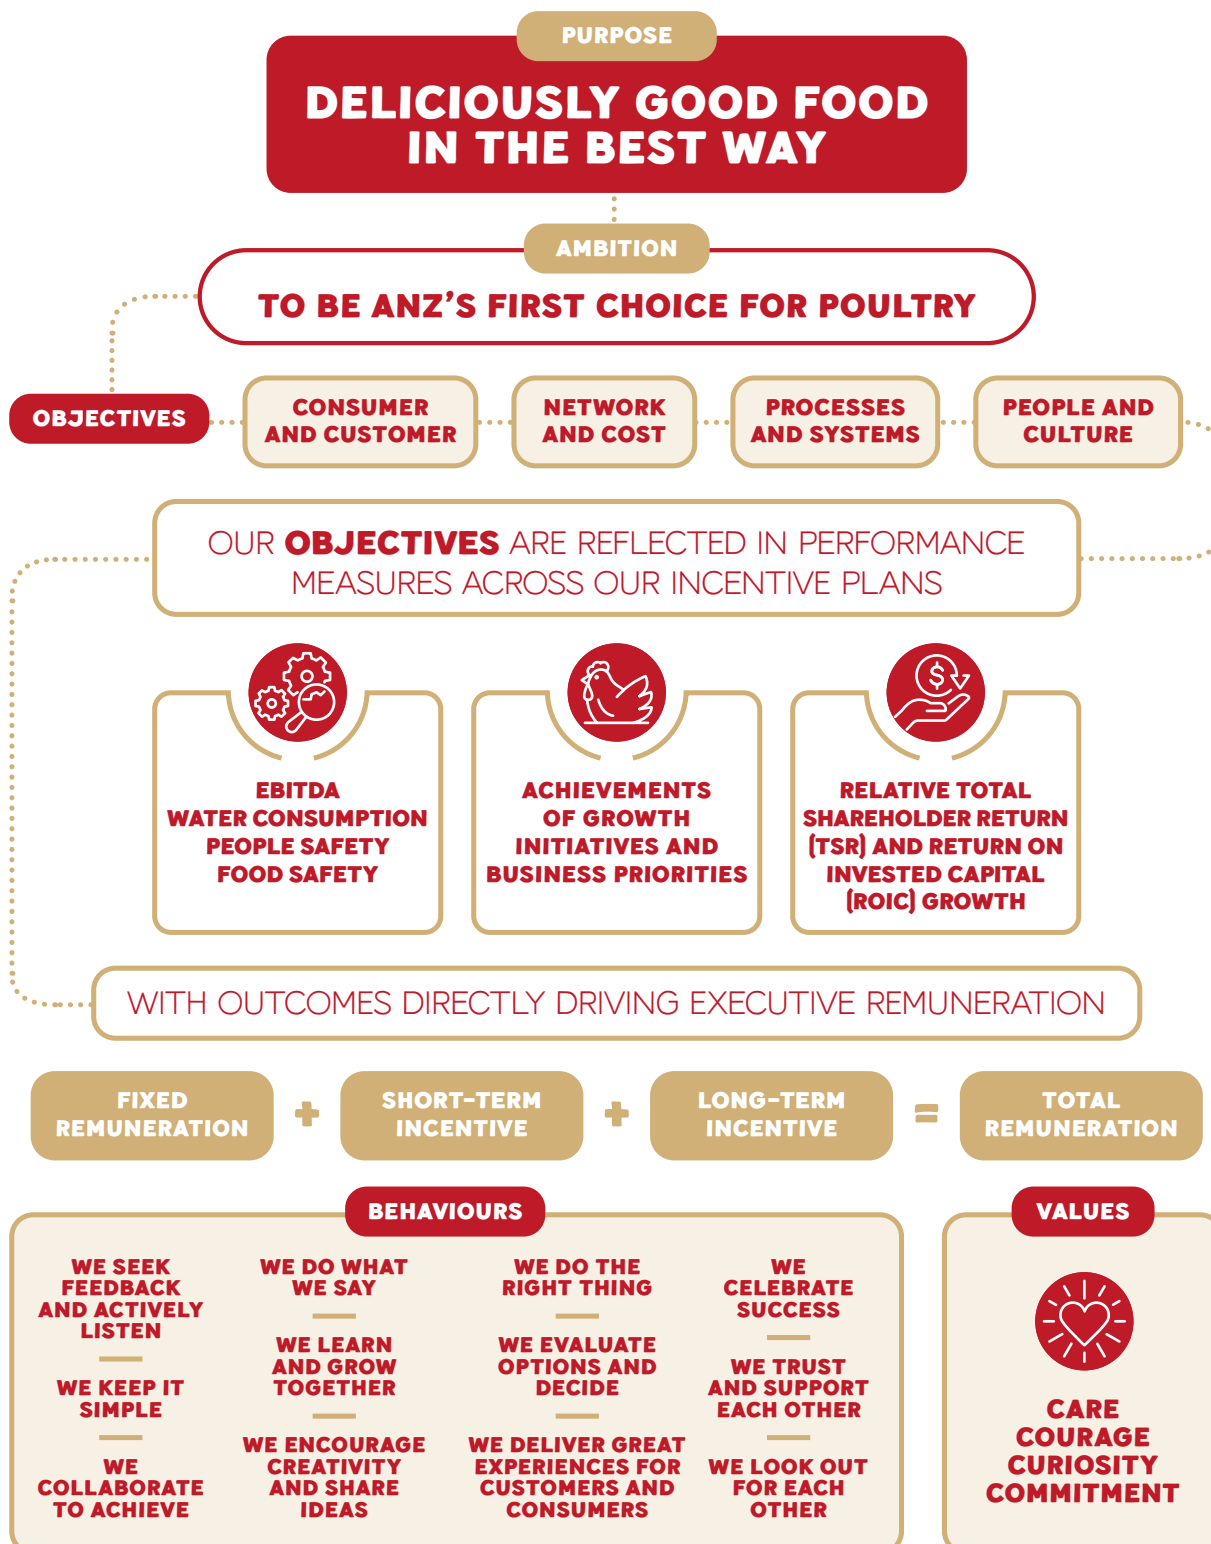 PURPOSE
DELICIOUSLY GOOD FOOD
IN THE BEST WAY
AMBITION
TO BE ANZ'S FIRST CHOICE FOR POULTRY
OBJECTIVES
CONSUMER
AND CUSTOMER
NETWORK
AND COST
PROCESSES
AND SYSTEMS
PEOPLE AND
CULTURE
OUR OBJECTIVES ARE REFLECTED IN PERFORMANCE
MEASURES ACROSS OUR INCENTIVE PLANS
EBITDA
WATER CONSUMPTION
PEOPLE SAFETY
FOOD SAFETY
ACHIEVEMENTS
OF GROWTH
INITIATIVES AND
BUSINESS PRIORITIES
$
RELATIVE TOTAL
SHAREHOLDER RETURN
(TSR) AND RETURN ON
INVESTED CAPITAL
(ROIC) GROWTH
WITH OUTCOMES DIRECTLY DRIVING EXECUTIVE REMUNERATION
FIXED
REMUNERATION
+
SHORT-TERM
INCENTIVE
+
LONG-TERM
INCENTIVE
=
TOTAL
REMUNERATION
BEHAVIOURS
WE SEEK
FEEDBACK
AND ACTIVELY
LISTEN
WE KEEP IT
SIMPLE
WE
COLLABORATE
TO ACHIEVE
WE DO WHAT
WE SAY
WE LEARN
AND GROW
TOGETHER
WE ENCOURAGE
CREATIVITY
AND SHARE
IDEAS
WE DO THE
RIGHT THING
WE EVALUATE
OPTIONS AND
DECIDE
WE DELIVER GREAT
EXPERIENCES FOR
CUSTOMERS AND
CONSUMERS
WE
CELEBRATE
SUCCESS
WE TRUST
AND SUPPORT
EACH OTHER
WE LOOK OUT
FOR EACH
OTHER
VALUES
CARE
COURAGE
CURIOSITY
COMMITMENT